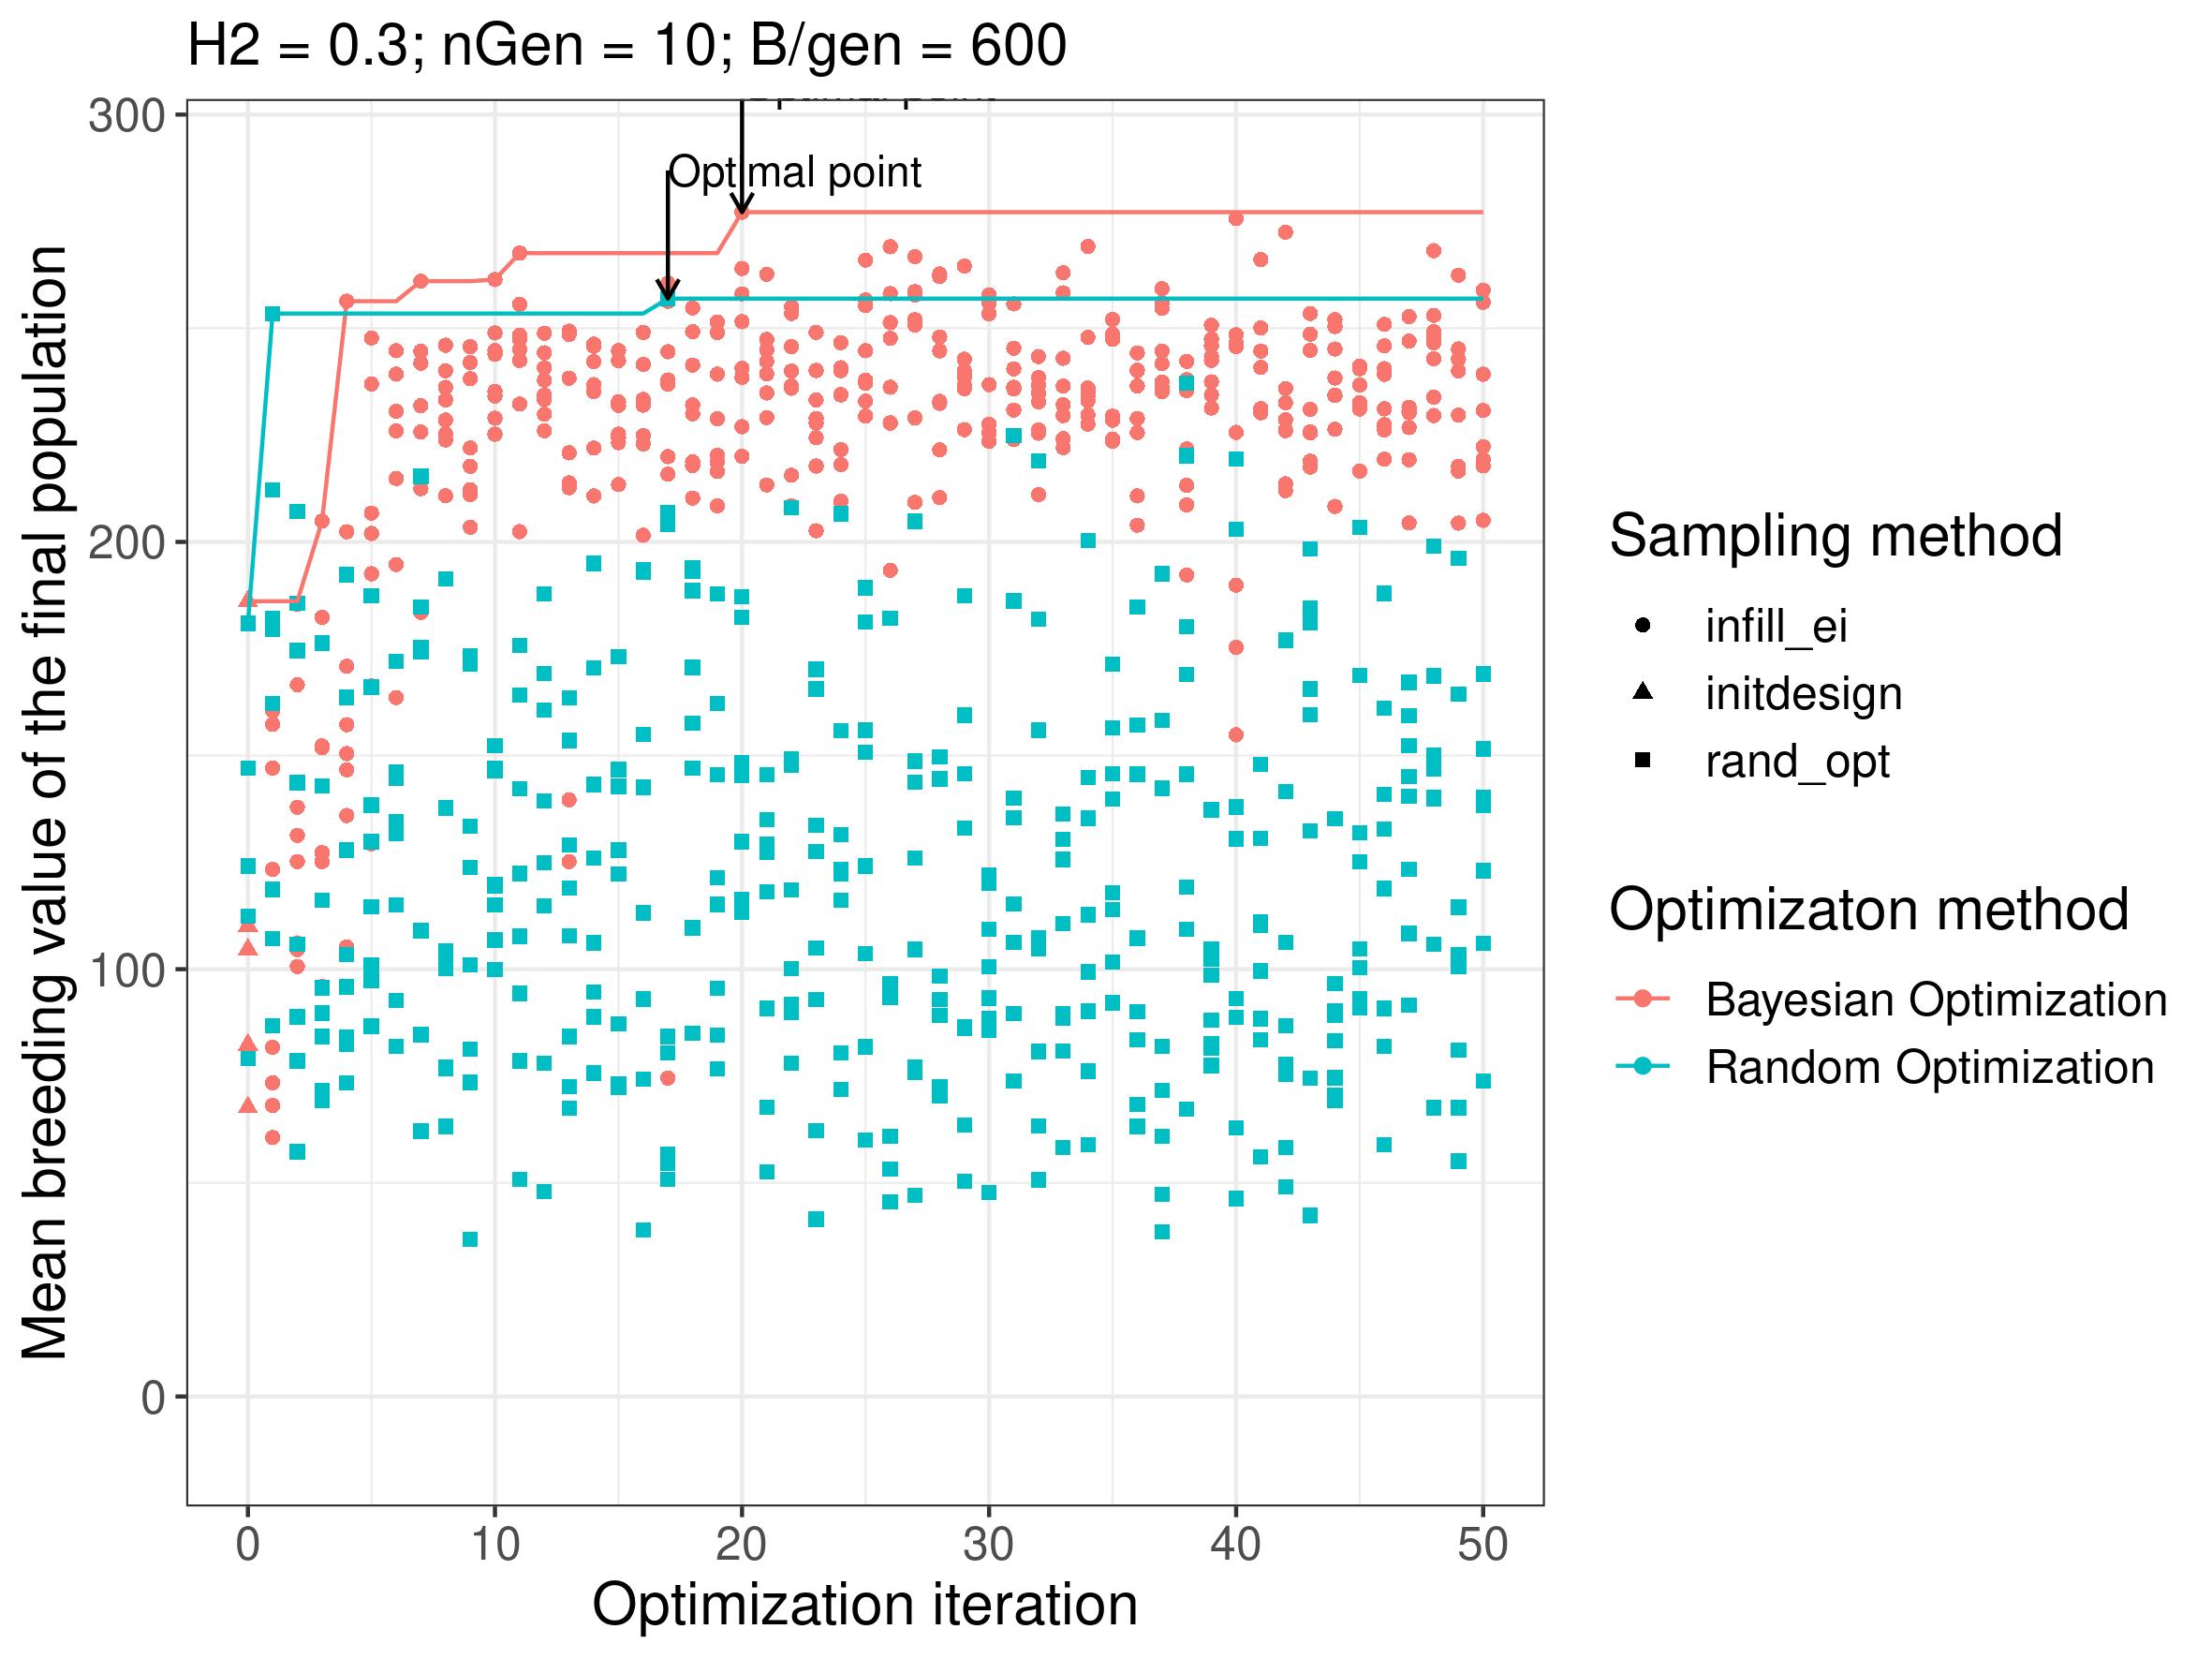 H2 = 0.3; nGen = 10; B/gen = 600
Mean breeding value of the final population
300
200
100
0
Optimal point
0 10 20 30 40 50
Optimization iteration
Sampling method
infill_ei
initdesign
rand_opt
Optimizaton method
Bayesian Optimization
Random Optimization